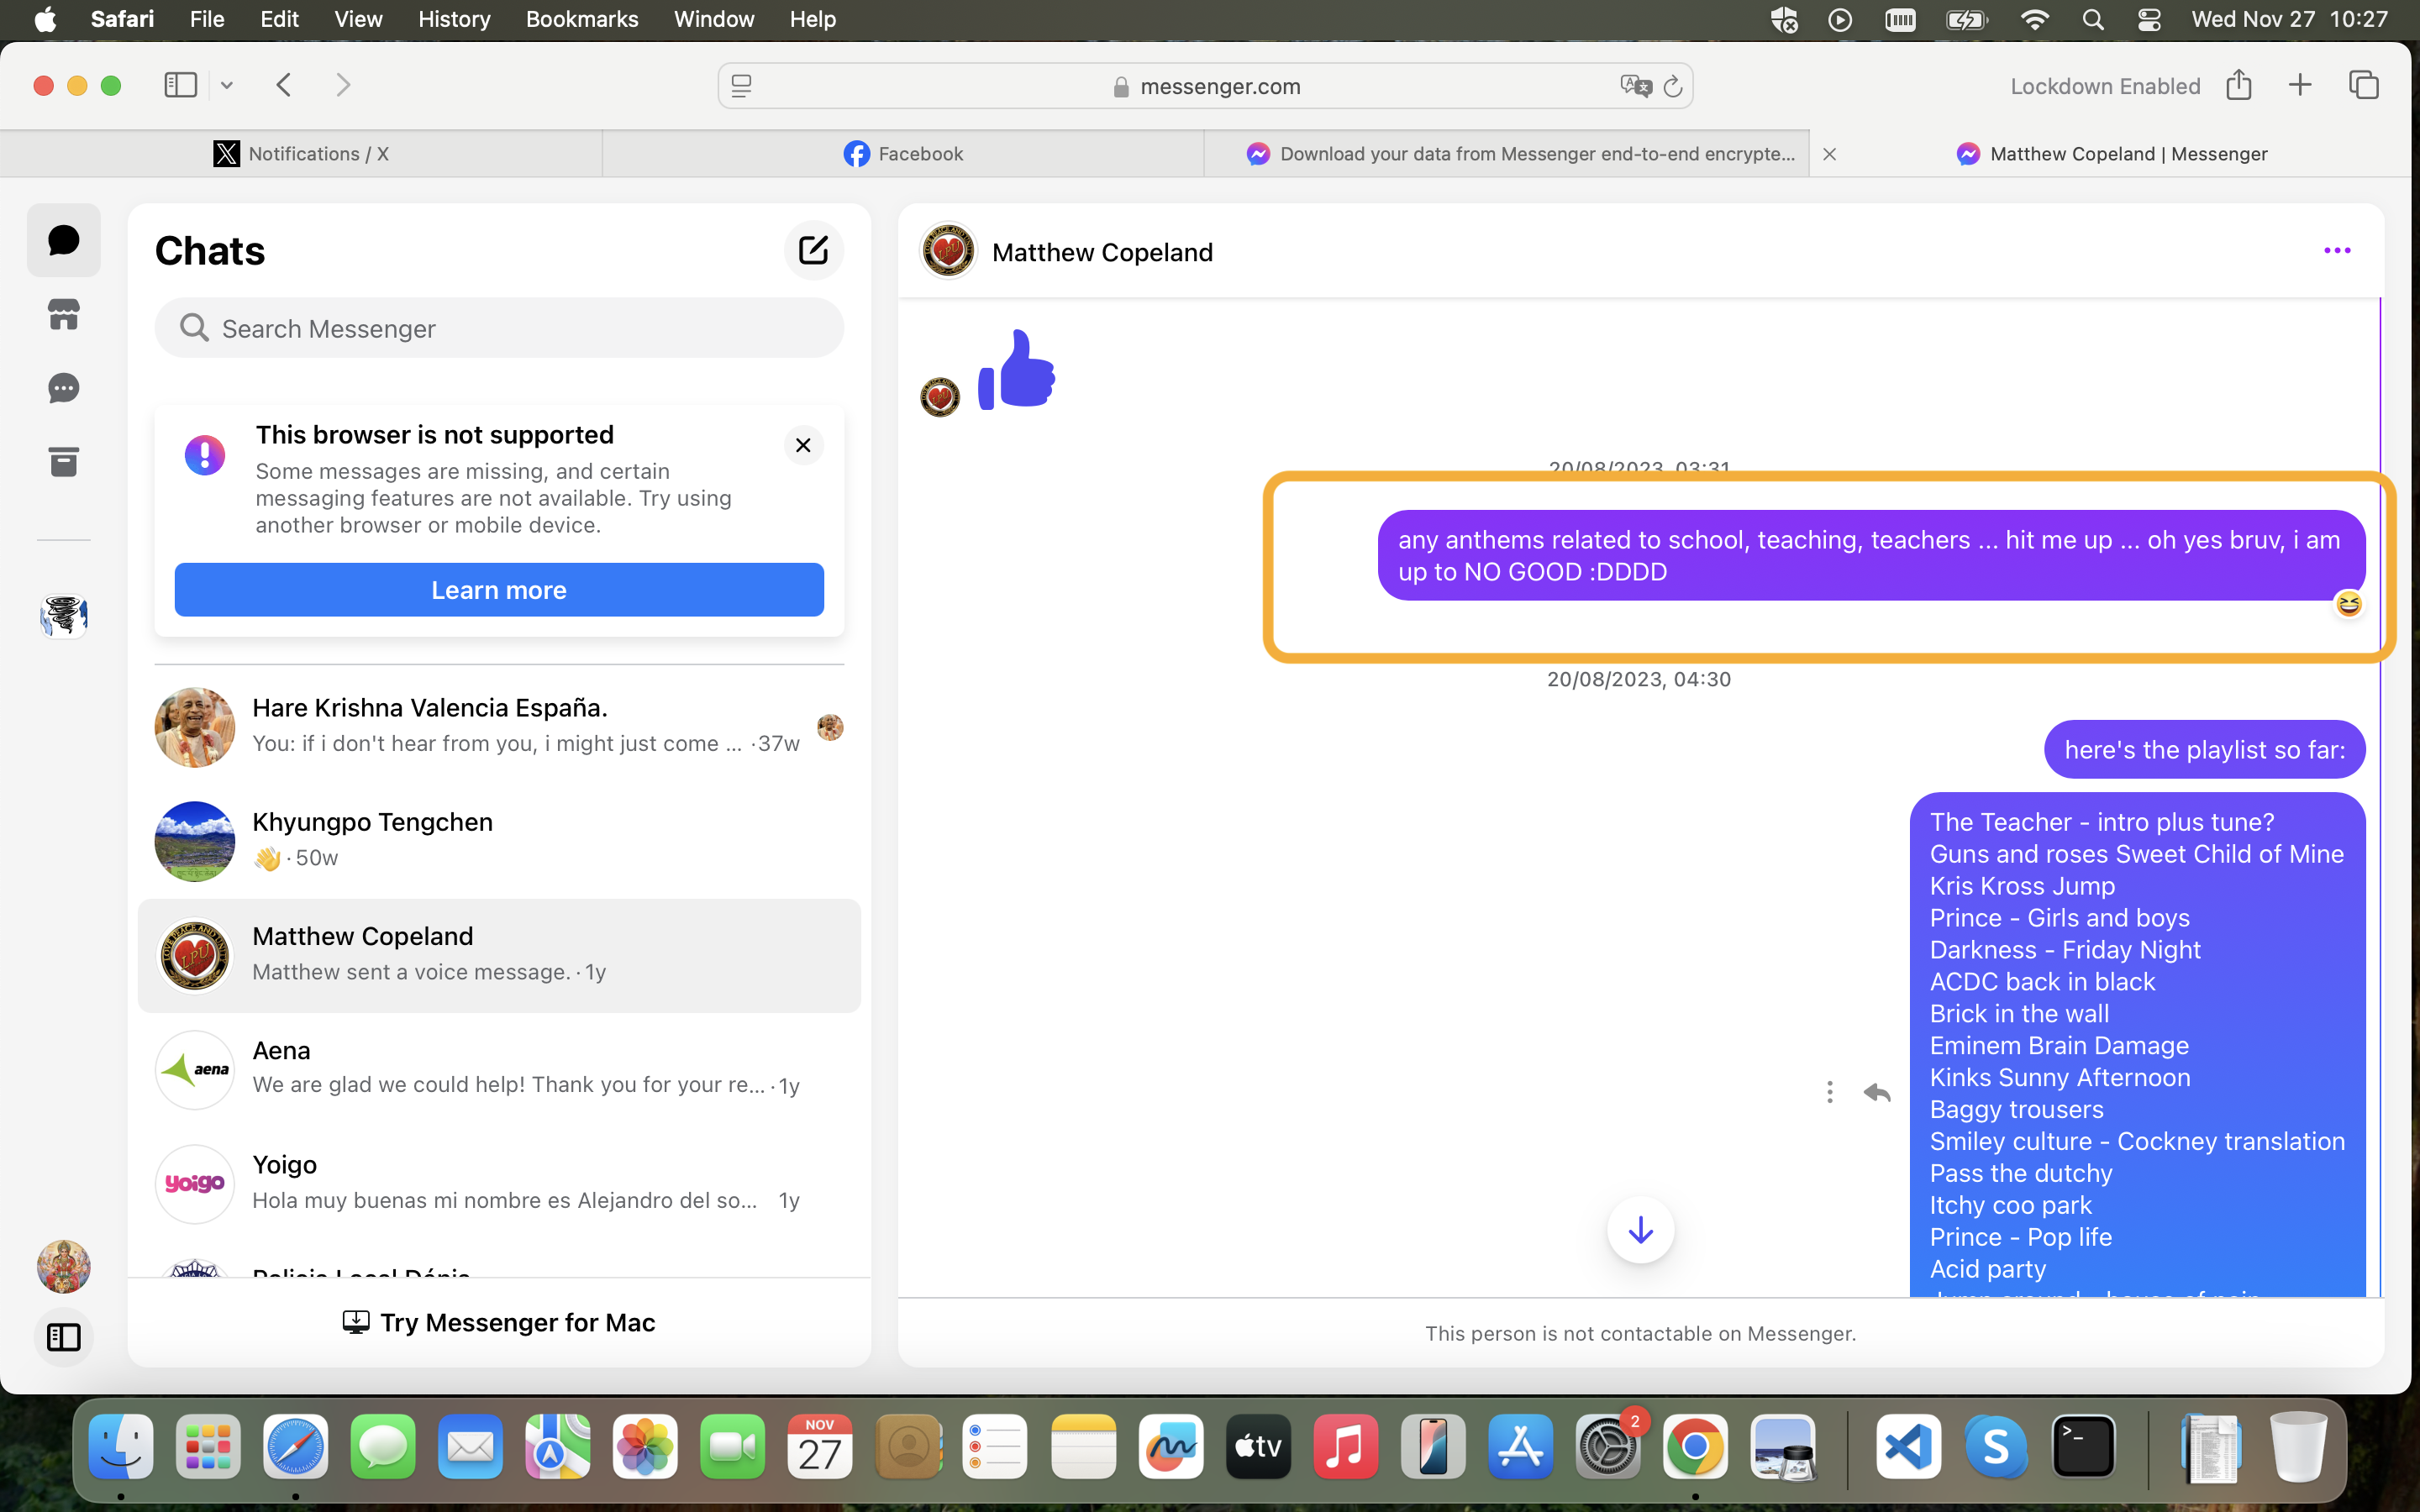 Safari File Edit View History Bookmarks Window Help
Wed Nov 27 10:27
messenger.com
Lockdown Enabled
Notifications / X
Facebook
Download your data from Messenger end-to-end encrypte...
Matthew Copeland | Messenger
Chats
Search Messenger
This browser is not supported
Some messages are missing, and certain
messaging features are not available. Try using
another browser or mobile device.
Learn more
Hare Krishna Valencia España.
You: if i don't hear from you, i might just come ... · 37w
Khyungpo Tengchen
👋 · 50w
Matthew Copeland
Matthew sent a voice message. · 1y
Aena
We are glad we could help! Thank you for your re... · 1y
Yoigo
Hola muy buenas mi nombre es Alejandro del so... 1y
Try Messenger for Mac
Matthew Copeland
20/08/2023, 03:31
any anthems related to school, teaching, teachers ... hit me up ... oh yes bruv, i am
up to NO GOOD :DDDD
20/08/2023, 04:30
here's the playlist so far:
The Teacher - intro plus tune?
Guns and roses Sweet Child of Mine
Kris Kross Jump
Prince - Girls and boys
Darkness - Friday Night
ACDC back in black
Brick in the wall
Eminem Brain Damage
Kinks Sunny Afternoon
Baggy trousers
Smiley culture - Cockney translation
Pass the dutchy
Itchy coo park
Prince - Pop life
Acid party
This person is not contactable on Messenger.
aena
yoigo
NOV
27
tv
2